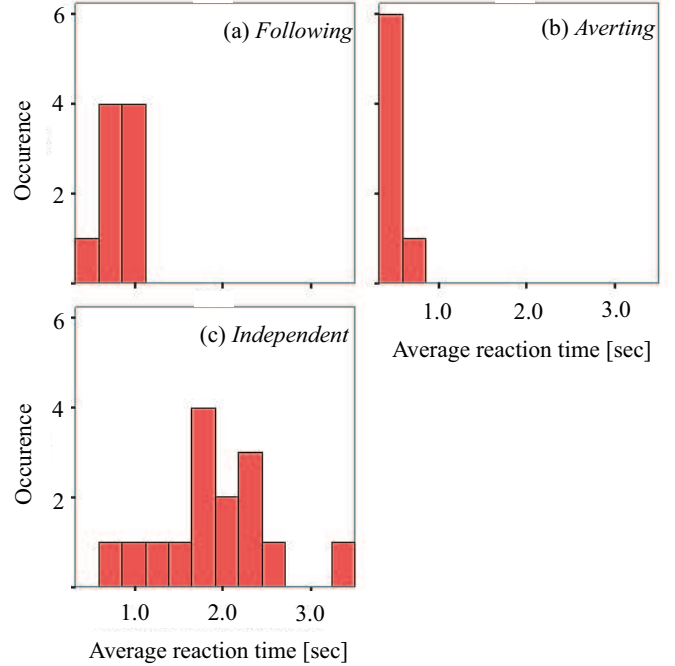 6
(a) Following
(b) Averting
4
2
Occurence
1.0 2.0 3.0
Average reaction time [sec]
6
(c) Independent
4
2
Occurence
1.0 2.0 3.0
Average reaction time [sec]